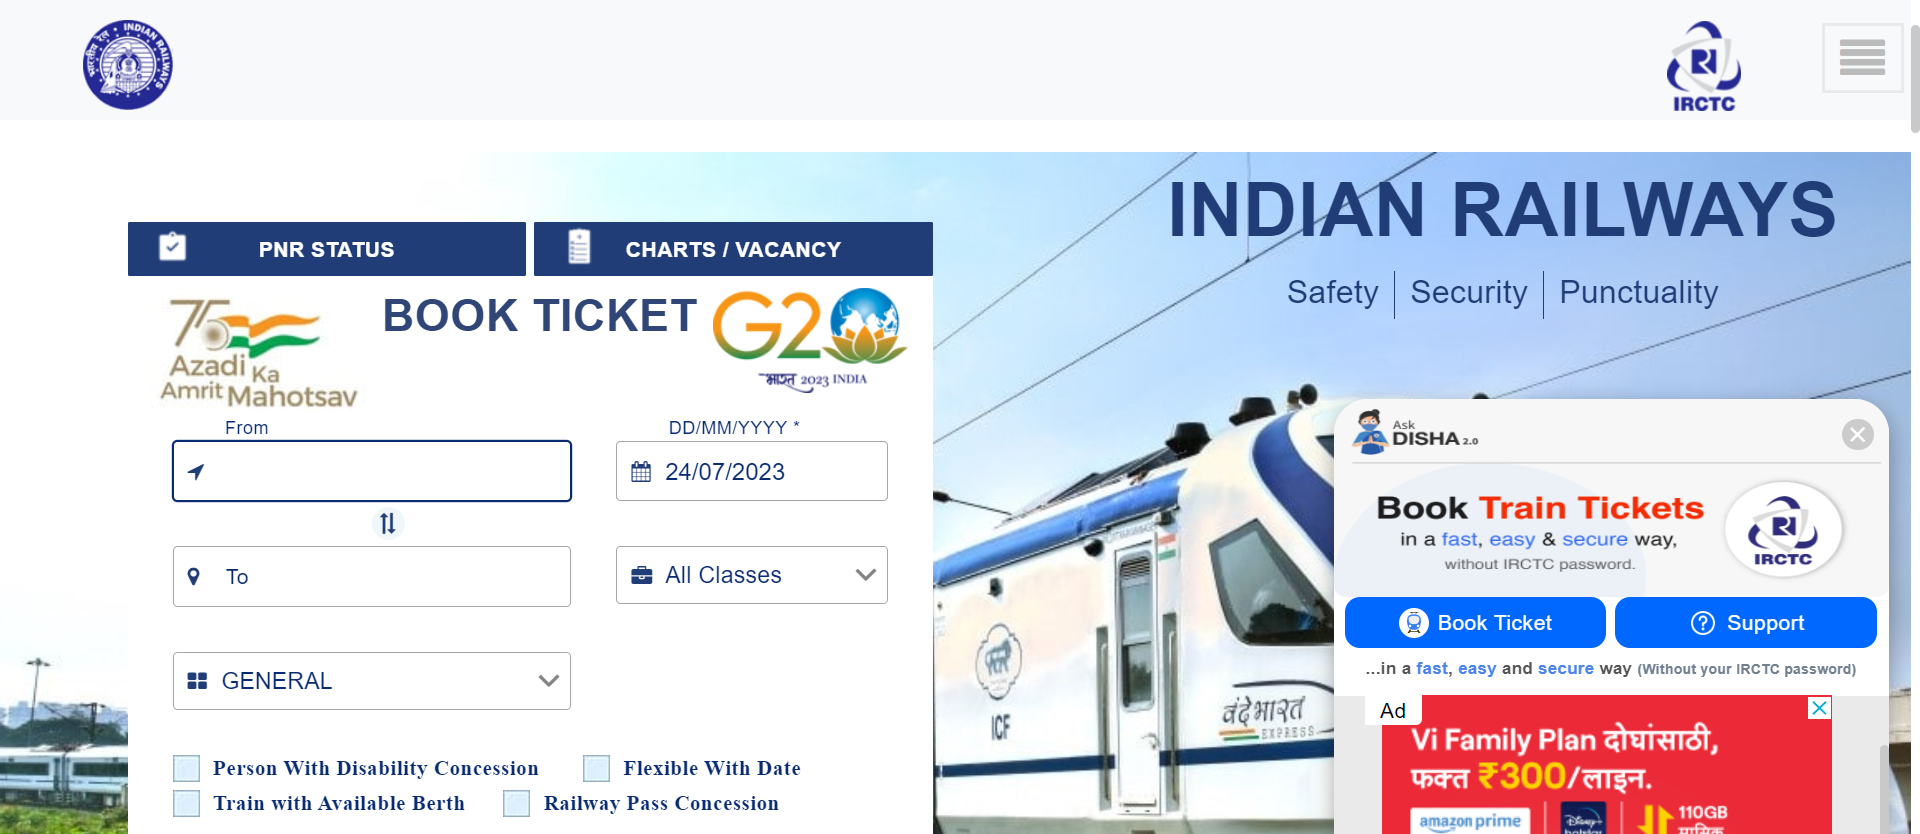 भारतीय रेल • INDIAN RAILWAYS
IRCTC
INDIAN RAILWAYS
Safety | Security | Punctuality
PNR STATUS
CHARTS / VACANCY
BOOK TICKET
75
Azadi Ka
Amrit Mahotsav
G20
भारत 2023 INDIA
From
DD/MM/YYYY *
24/07/2023
To
All Classes
GENERAL
Person With Disability Concession
Flexible With Date
Train with Available Berth
Railway Pass Concession
ICF
वंदे भारत
EXPRESS
Ask
DISHA 2.0
Book Train Tickets
in a fast, easy & secure way,
without IRCTC password.
IRCTC
Book Ticket
Support
...in a fast, easy and secure way (Without your IRCTC password)
Ad
Vi Family Plan दोघांसाठी,
फक्त ₹300/लाइन.
amazon prime
Disney+
hotstar
110GB
मासिक